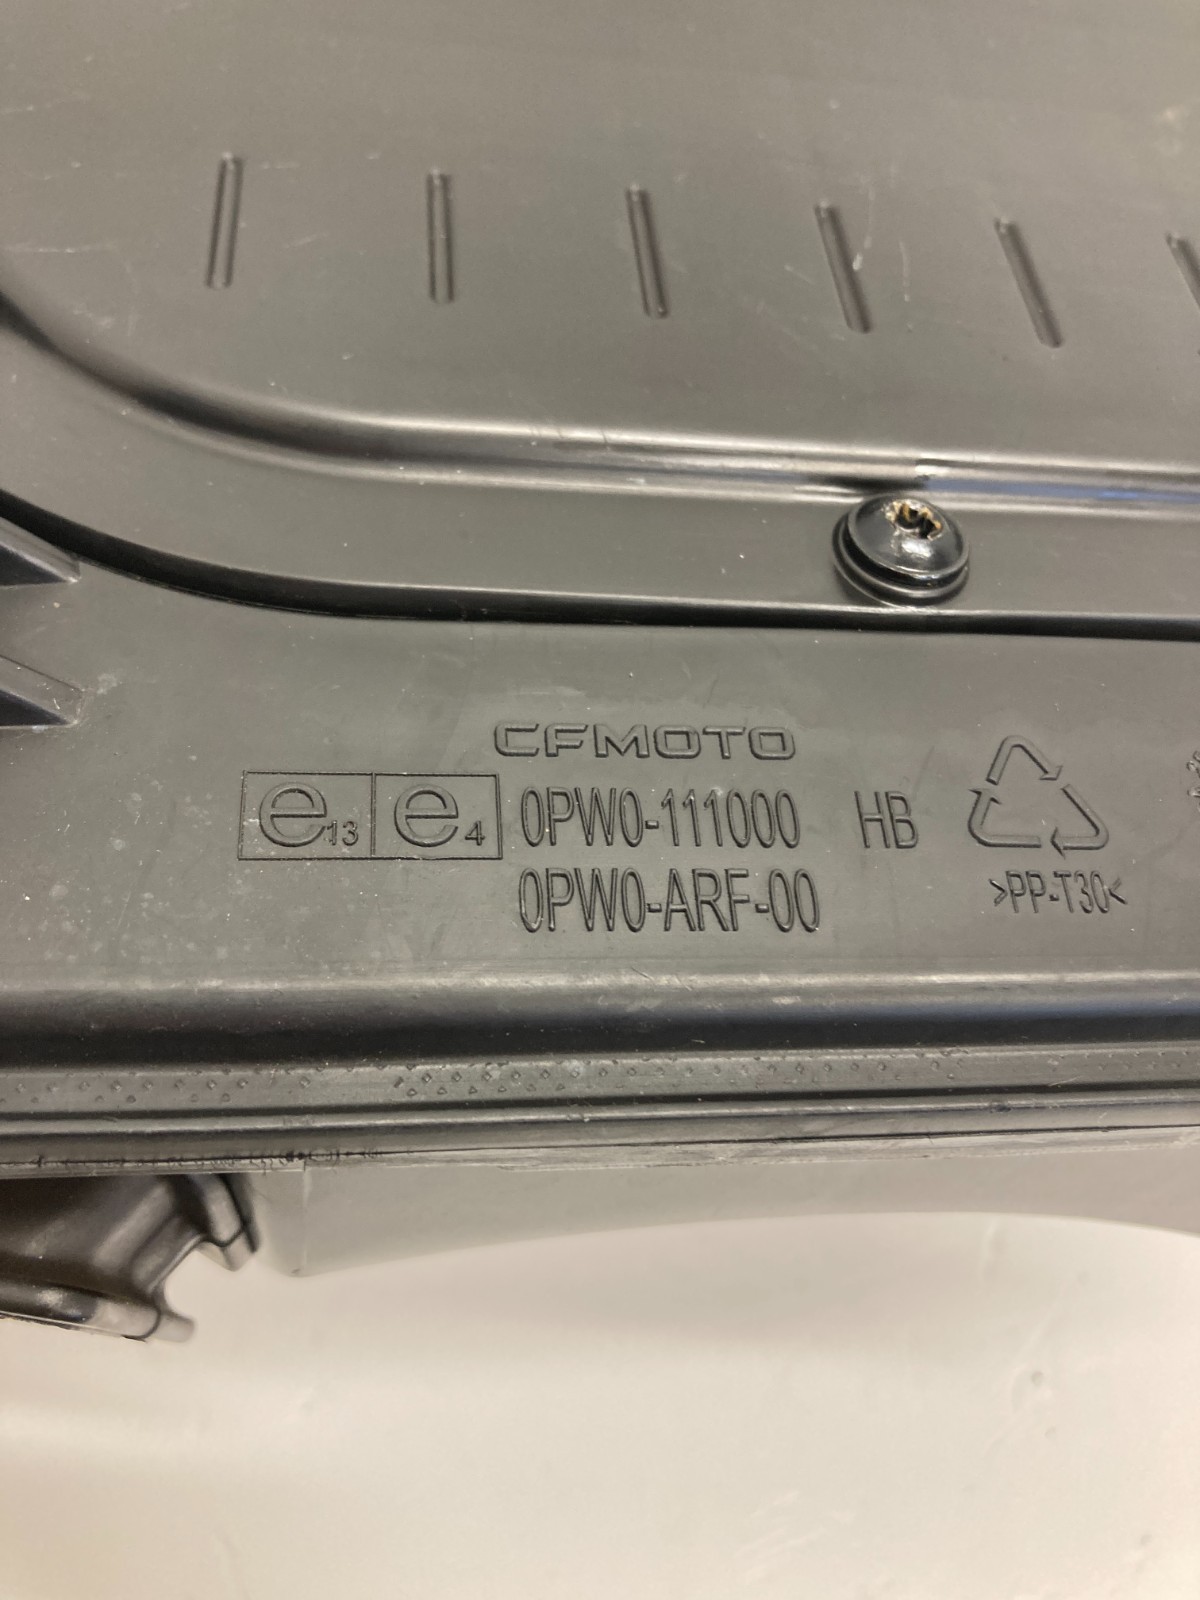 CFMOTO
e13 e4 0PW0-111000 HB
0PW0-ARF-00 >PP-T30<